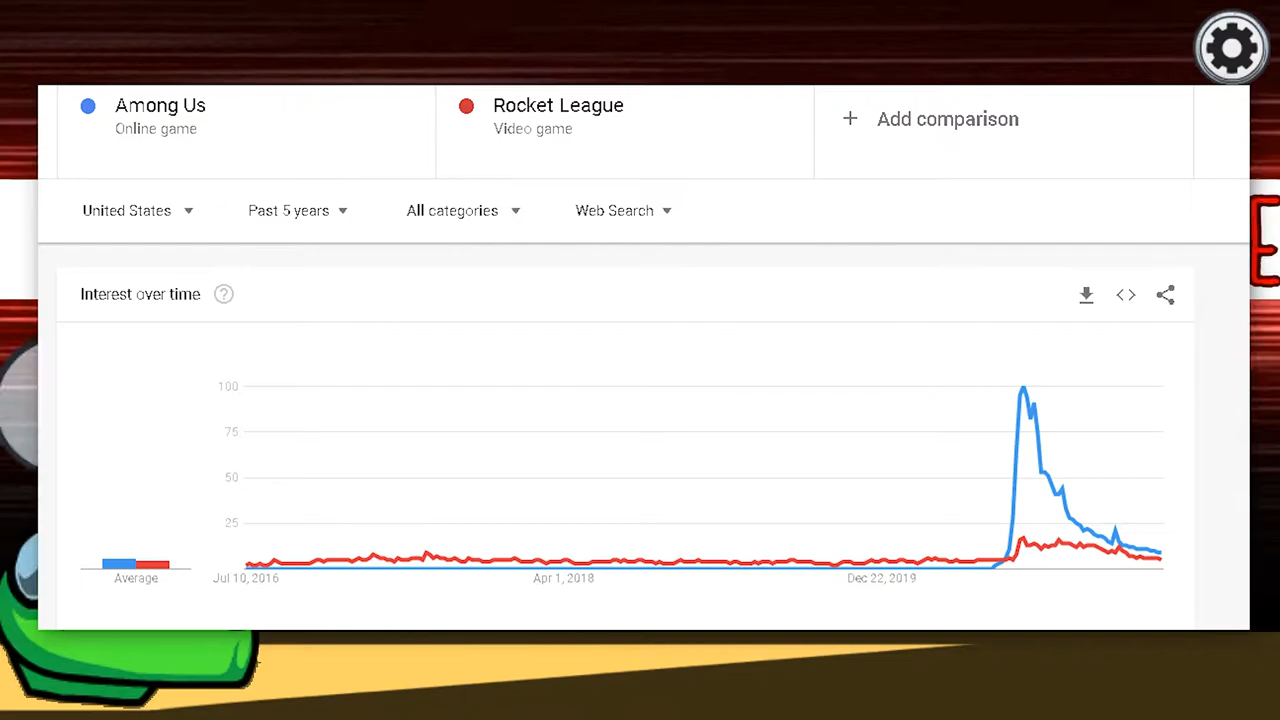 Among Us
Online game
Rocket League
Video game
+ Add comparison
United States
Past 5 years
All categories
Web Search
E
Interest over time ?
100
75
50
25
Average
Jul 10, 2016
Apr 1, 2018
Dec 22, 2019